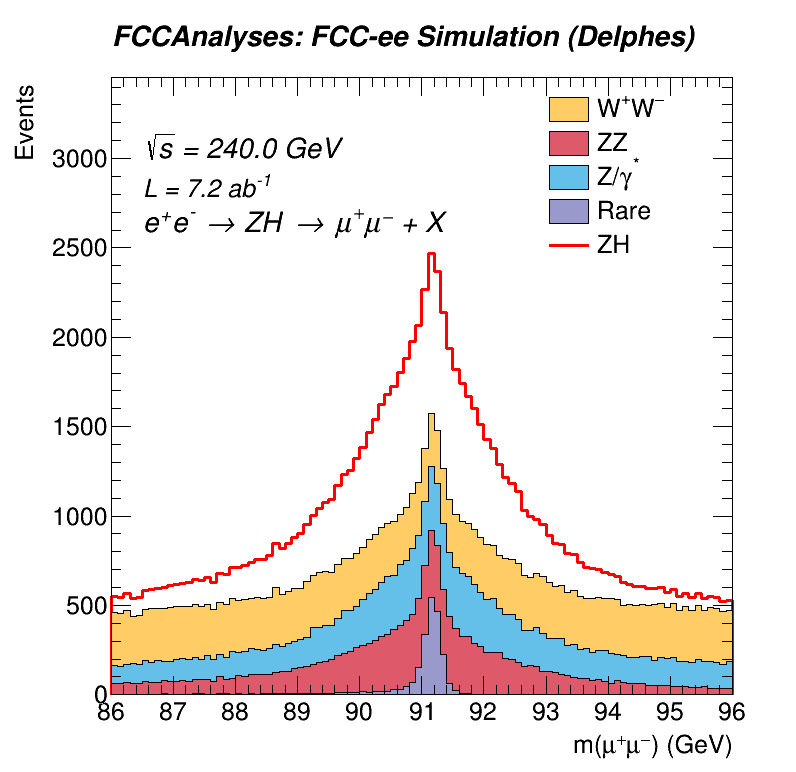 FCCAnalyses: FCC-ee Simulation (Delphes)
Events
√s = 240.0 GeV
L = 7.2 ab⁻¹
e⁺e⁻ → ZH → μ⁺μ⁻ + X
W⁺W⁻
ZZ
Z/γ*
Rare
ZH
3000
2500
2000
1500
1000
500
0
86 87 88 89 90 91 92 93 94 95 96
m(μ⁺μ⁻) (GeV)